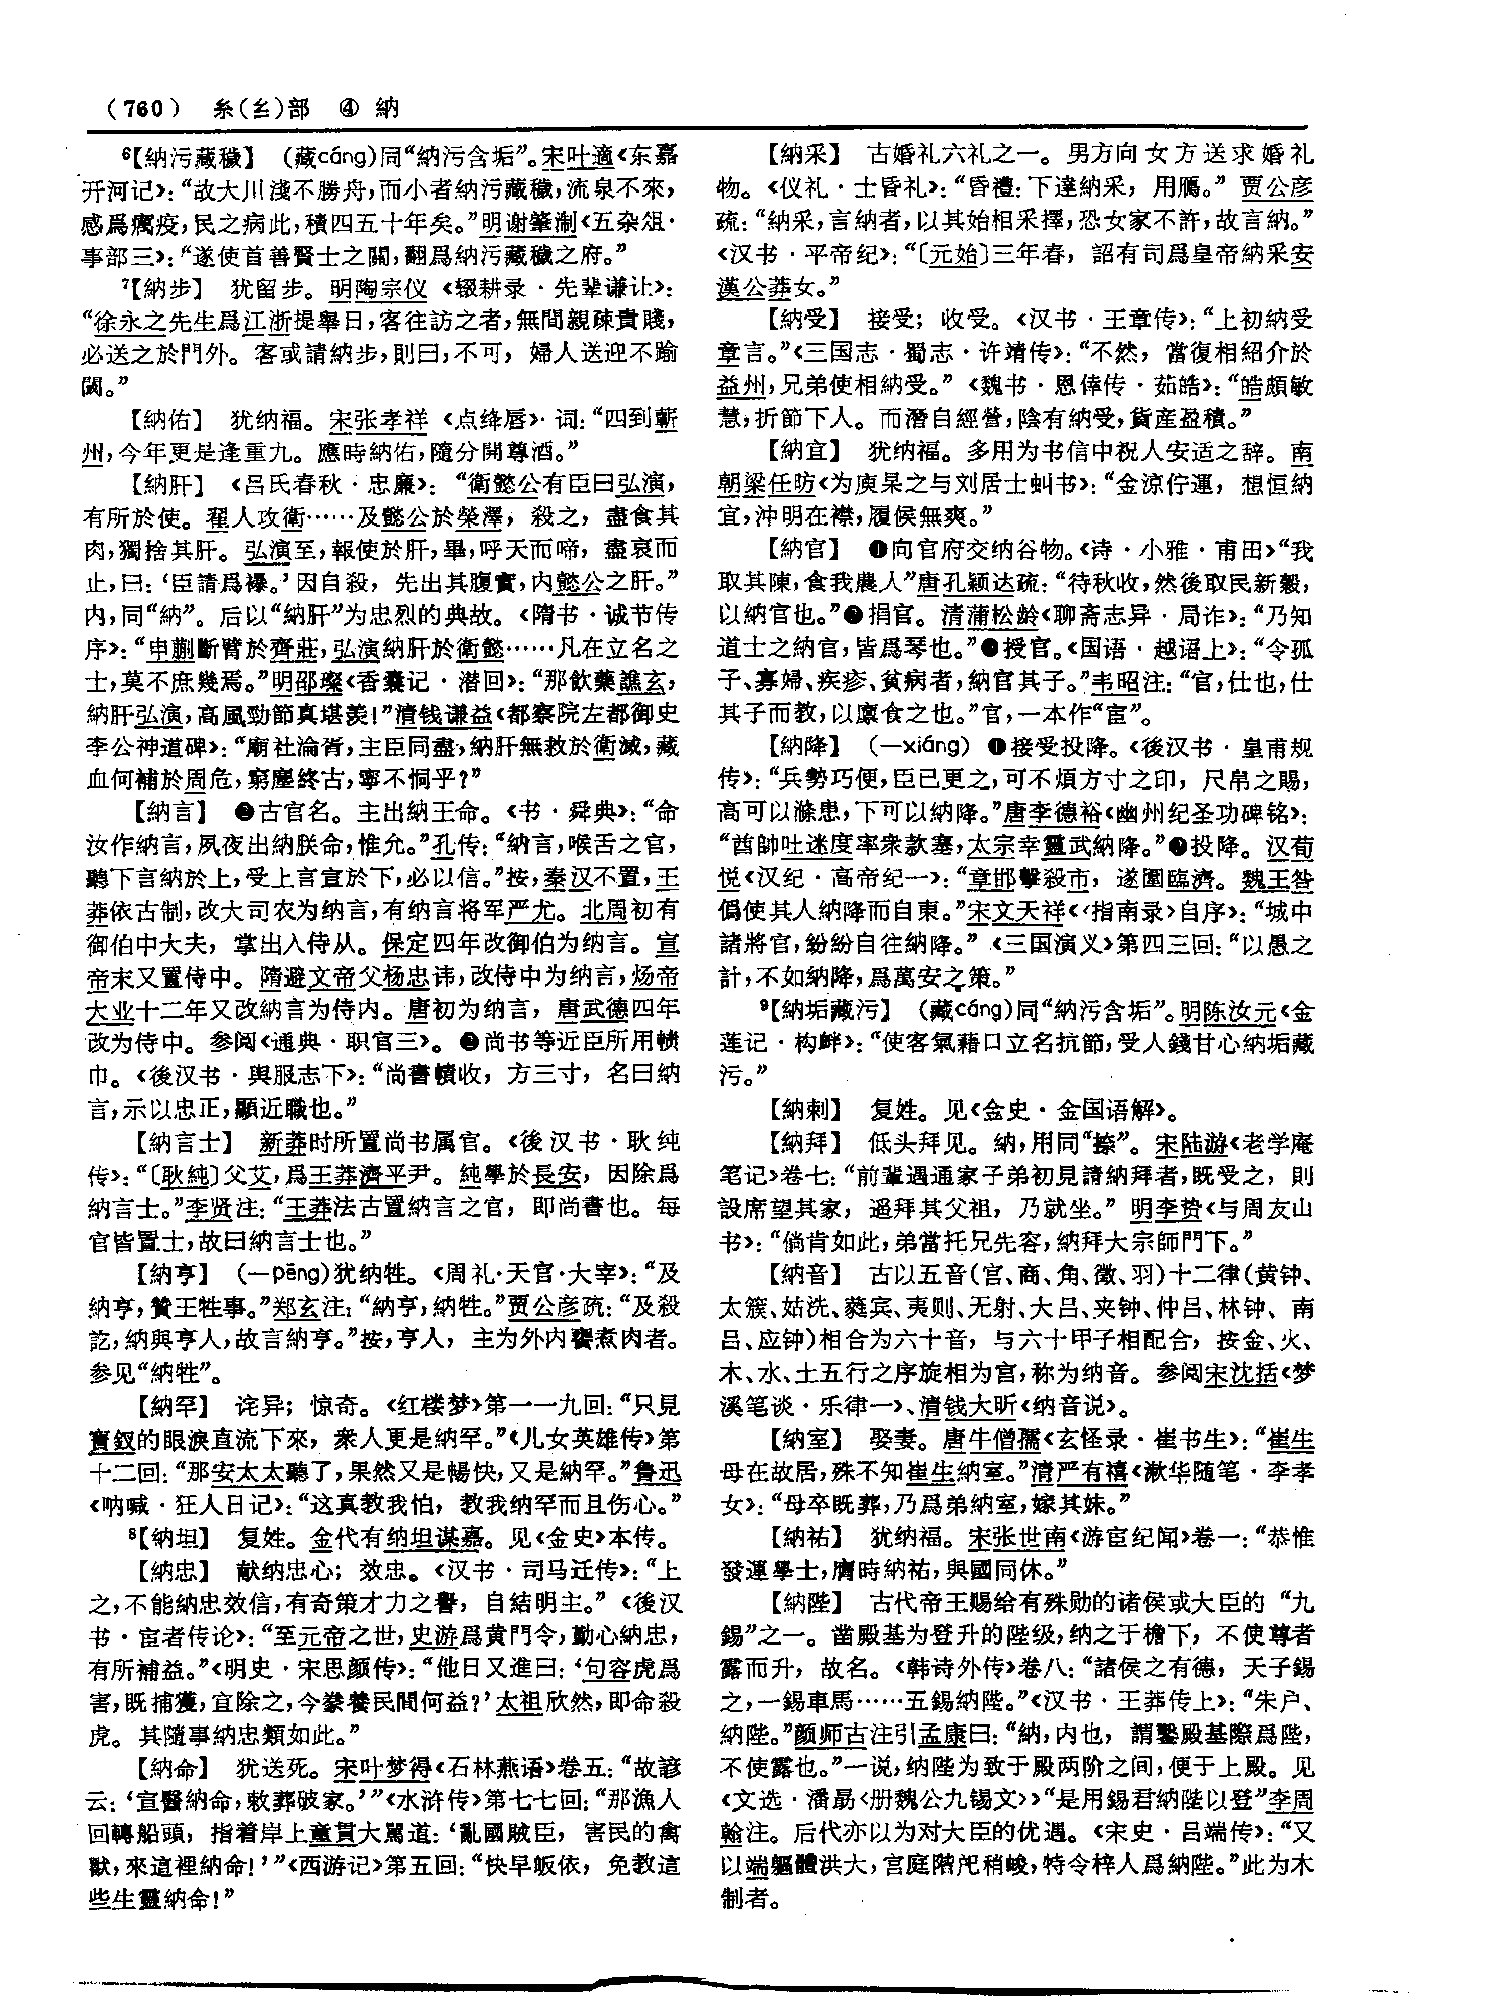 （760） 糸(糹)部 ④ 納
⁶【納污藏穢】 （藏cáng）同“納污含垢”。宋叶適《东嘉
开河记》：“故大川淺不勝舟，而小者納污藏穢，流泉不來，
感爲癘疫，民之病此，積四五十年矣。”明谢肇淛《五杂俎·
事部三》：“遂使首善賢士之關，翻爲納污藏穢之府。”
⁷【納步】 犹留步。明陶宗仪《辍耕录·先辈谦让》：
“徐永之先生爲江浙提舉日，客往訪之者，無間親疎貴賤，
必送之於門外。客或請納步，則曰，不可，婦人送迎不踰
閾。”
【納佑】 犹纳福。宋张孝祥《点绛唇》词：“四到蘄
州，今年更是逢重九。應時納佑，隨分開尊酒。”
【納肝】 《吕氏春秋·忠廉》：“衛懿公有臣曰弘演，
有所於使。翟人攻衛……及懿公於榮澤，殺之，盡食其
肉，獨捨其肝。弘演至，報使於肝，畢，呼天而啼，盡哀而
止，曰：‘臣請爲襮。’因自殺，先出其腹實，内懿公之肝。”
内，同“納”。后以“納肝”为忠烈的典故。《隋书·诚节传
序》：“申蒯斷臂於齊莊，弘演納肝於衛懿……凡在立名之
士，莫不庶幾焉。”明邵璨《香囊记·潜回》：“那飲藥譙玄，
納肝弘演，高風勁節真堪羨！”清钱谦益《都察院左都御史
李公神道碑》：“廟社淪胥，主臣同盡，納肝無救於衛滅，藏
血何補於周危，窮塵終古，寧不恫乎？”
【納言】 ❶古官名。主出納王命。《书·舜典》：“命
汝作納言，夙夜出納朕命，惟允。”孔传：“納言，喉舌之官，
聽下言納於上，受上言宣於下，必以信。”按，秦汉不置，王
莽依古制，改大司农为纳言，有纳言将军严尤。北周初有
御伯中大夫，掌出入侍从。保定四年改御伯为纳言。宣
帝末又置侍中。隋避文帝父杨忠讳，改侍中为纳言，炀帝
大业十二年又改納言为侍内。唐初为纳言，唐武德四年
改为侍中。参阅《通典·职官三》。❷尚书等近臣所用帻
巾。《後汉书·舆服志下》：“尚書幘收，方三寸，名曰納
言，示以忠正，顯近職也。”
【納言士】 新莽时所置尚书属官。《後汉书·耿纯
传》：“〔耿純〕父艾，爲王莽濟平尹。純學於長安，因除爲
納言士。”李贤注：“王莽法古置納言之官，即尚書也。每
官皆置士，故曰納言士也。”
【納亨】 （—pēng）犹纳牲。《周礼·天官·大宰》：“及
納亨，贊王牲事。”郑玄注：“納亨，納牲。”贾公彦疏：“及殺
訖，納與亨人，故言納亨。”按，亨人，主为外内饔煮肉者。
参见“納牲”。
【納罕】 诧异；惊奇。《红楼梦》第一一九回：“只見
寶釵的眼淚直流下來，衆人更是納罕。”《儿女英雄传》第
十二回：“那安太太聽了，果然又是暢快，又是納罕。”鲁迅
《呐喊·狂人日记》：“这真教我怕，教我纳罕而且伤心。”
⁸【納坦】 复姓。金代有纳坦谋嘉。见《金史》本传。
【納忠】 献纳忠心；效忠。《汉书·司马迁传》：“上
之，不能納忠效信，有奇策才力之譽，自結明主。”《後汉
书·宦者传论》：“至元帝之世，史游爲黄門令，勤心納忠，
有所補益。”《明史·宋思颜传》：“他日又進曰：‘句容虎爲
害，既捕獲，宜除之，今豢養民間何益？’太祖欣然，即命殺
虎。其隨事納忠類如此。”
【納命】 犹送死。宋叶梦得《石林燕语》卷五：“故諺
云：‘宣醫納命，敕葬破家。’”《水浒传》第七七回：“那漁人
回轉船頭，指着岸上童貫大罵道：‘亂國賊臣，害民的禽
獸，來這裡納命！’”《西游记》第五回：“快早皈依，免教這
些生靈納命！”
【納采】 古婚礼六礼之一。男方向女方送求婚礼
物。《仪礼·士昏礼》：“昏禮：下達納采，用鴈。”贾公彦
疏：“納采，言納者，以其始相采擇，恐女家不許，故言納。”
《汉书·平帝纪》：“〔元始〕三年春，詔有司爲皇帝納采安
漢公莽女。”
【納受】 接受；收受。《汉书·王章传》：“上初納受
章言。”《三国志·蜀志·许靖传》：“不然，當復相紹介於
益州，兄弟使相納受。”《魏书·恩倖传·茹皓》：“皓頗敏
慧，折節下人。而潛自經營，陰有納受，貨産盈積。”
【納宜】 犹纳福。多用为书信中祝人安适之辞。南
朝梁任昉《为庾杲之与刘居士虬书》：“金涼佇運，想恒納
宜，沖明在襟，履候無爽。”
【納官】 ❶向官府交纳谷物。《诗·小雅·甫田》“我
取其陳，食我農人”唐孔颖达疏：“待秋收，然後取民新穀，
以納官也。”❷捐官。清蒲松龄《聊斋志异·局诈》：“乃知
道士之納官，皆爲琴也。”❸授官。《国语·越语上》：“令孤
子、寡婦、疾疹、貧病者，納官其子。”韦昭注：“官，仕也，仕
其子而教，以廩食之也。”官，一本作“宦”。
【納降】 （—xiáng） ❶接受投降。《後汉书·皇甫规
传》：“兵勢巧便，臣已更之，可不煩方寸之印，尺帛之賜，
高可以滌患，下可以納降。”唐李德裕《幽州纪圣功碑铭》：
“酋帥吐迷度率衆款塞，太宗幸靈武納降。”❷投降。汉荀
悦《汉纪·高帝纪一》：“章邯擊殺市，遂圍臨濟。魏王咎
僞使其人納降而自東。”宋文天祥《〈指南录〉自序》：“城中
諸將官，紛紛自往納降。”《三国演义》第四三回：“以愚之
計，不如納降，爲萬安之策。”
⁹【納垢藏污】 （藏cáng）同“納污含垢”。明陈汝元《金
莲记·构衅》：“使客氣藉口立名抗節，受人錢甘心納垢藏
污。”
【納剌】 复姓。见《金史·金国语解》。
【納拜】 低头拜见。納，用同“捺”。宋陆游《老学庵
笔记》卷七：“前輩遇通家子弟初見請納拜者，既受之，則
設席望其家，遥拜其父祖，乃就坐。”明李贽《与周友山
书》：“倘肯如此，弟當托兄先容，納拜大宗師門下。”
【納音】 古以五音（宫、商、角、徵、羽）十二律（黄钟、
太簇、姑洗、蕤宾、夷则、无射、大吕、夹钟、仲吕、林钟、南
吕、应钟）相合为六十音，与六十甲子相配合，按金、火、
木、水、土五行之序旋相为宫，称为纳音。参阅宋沈括《梦
溪笔谈·乐律一》、清钱大昕《纳音说》。
【納室】 娶妻。唐牛僧孺《玄怪录·崔书生》：“崔生
母在故居，殊不知崔生納室。”清严有禧《漱华随笔·李孝
女》：“母卒既葬，乃爲弟納室，嫁其妹。”
【納祐】 犹纳福。宋张世南《游宦纪闻》卷一：“恭惟
發運學士，膺時納祐，與國同休。”
【納陛】 古代帝王赐给有殊勋的诸侯或大臣的“九
錫”之一。凿殿基为登升的陛级，纳之于檐下，不使尊者
露而升，故名。《韩诗外传》卷八：“諸侯之有德，天子錫
之，一錫車馬……五錫納陛。”《汉书·王莽传上》：“朱户、
納陛。”颜师古注引孟康曰：“納，内也，謂鑿殿基際爲陛，
不使露也。”一说，纳陛为致于殿两阶之间，便于上殿。见
《文选·潘勗〈册魏公九锡文〉》“是用錫君納陛以登”李周
翰注。后代亦以为对大臣的优遇。《宋史·吕端传》：“又
以端軀體洪大，宫庭階戺稍峻，特令梓人爲納陛。”此为木
制者。